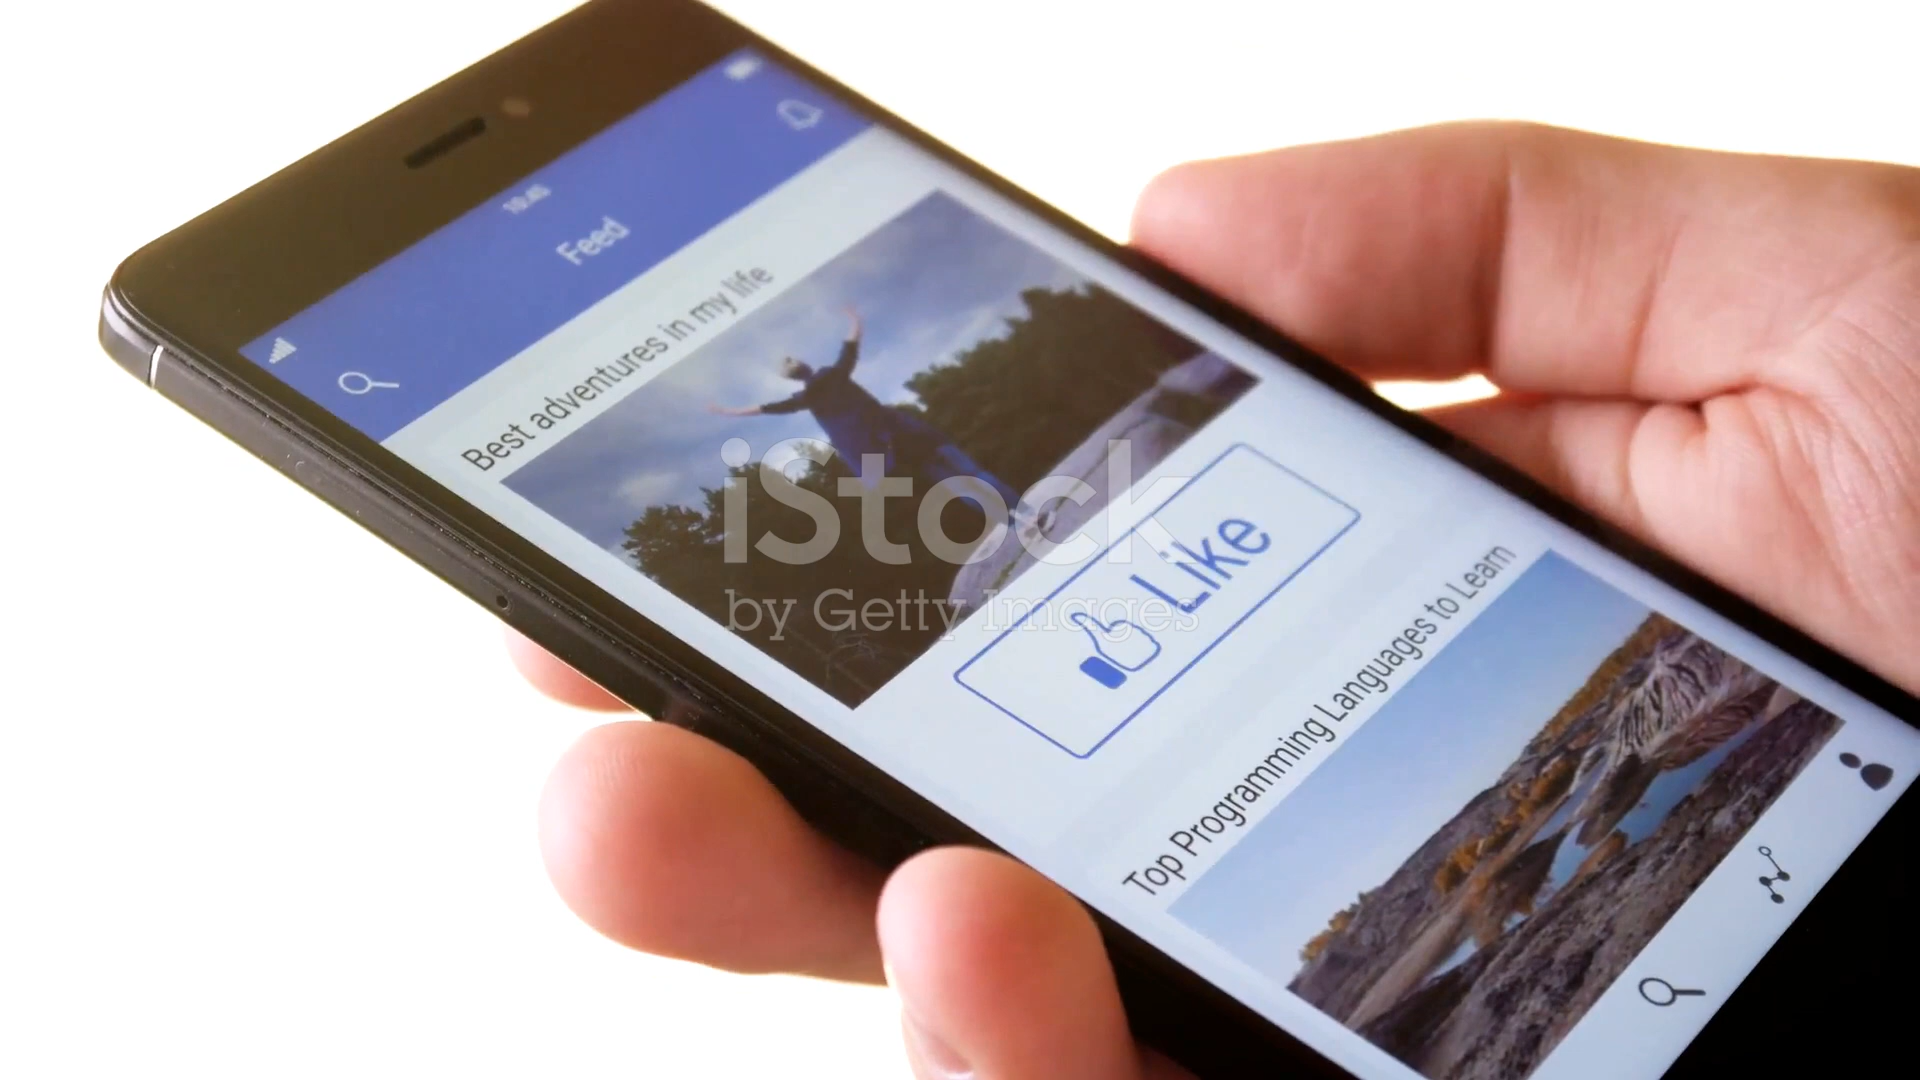 10:45
Feed
Best adventures in my life
Like
Top Programming Languages to Learn
iStock
by Getty Images